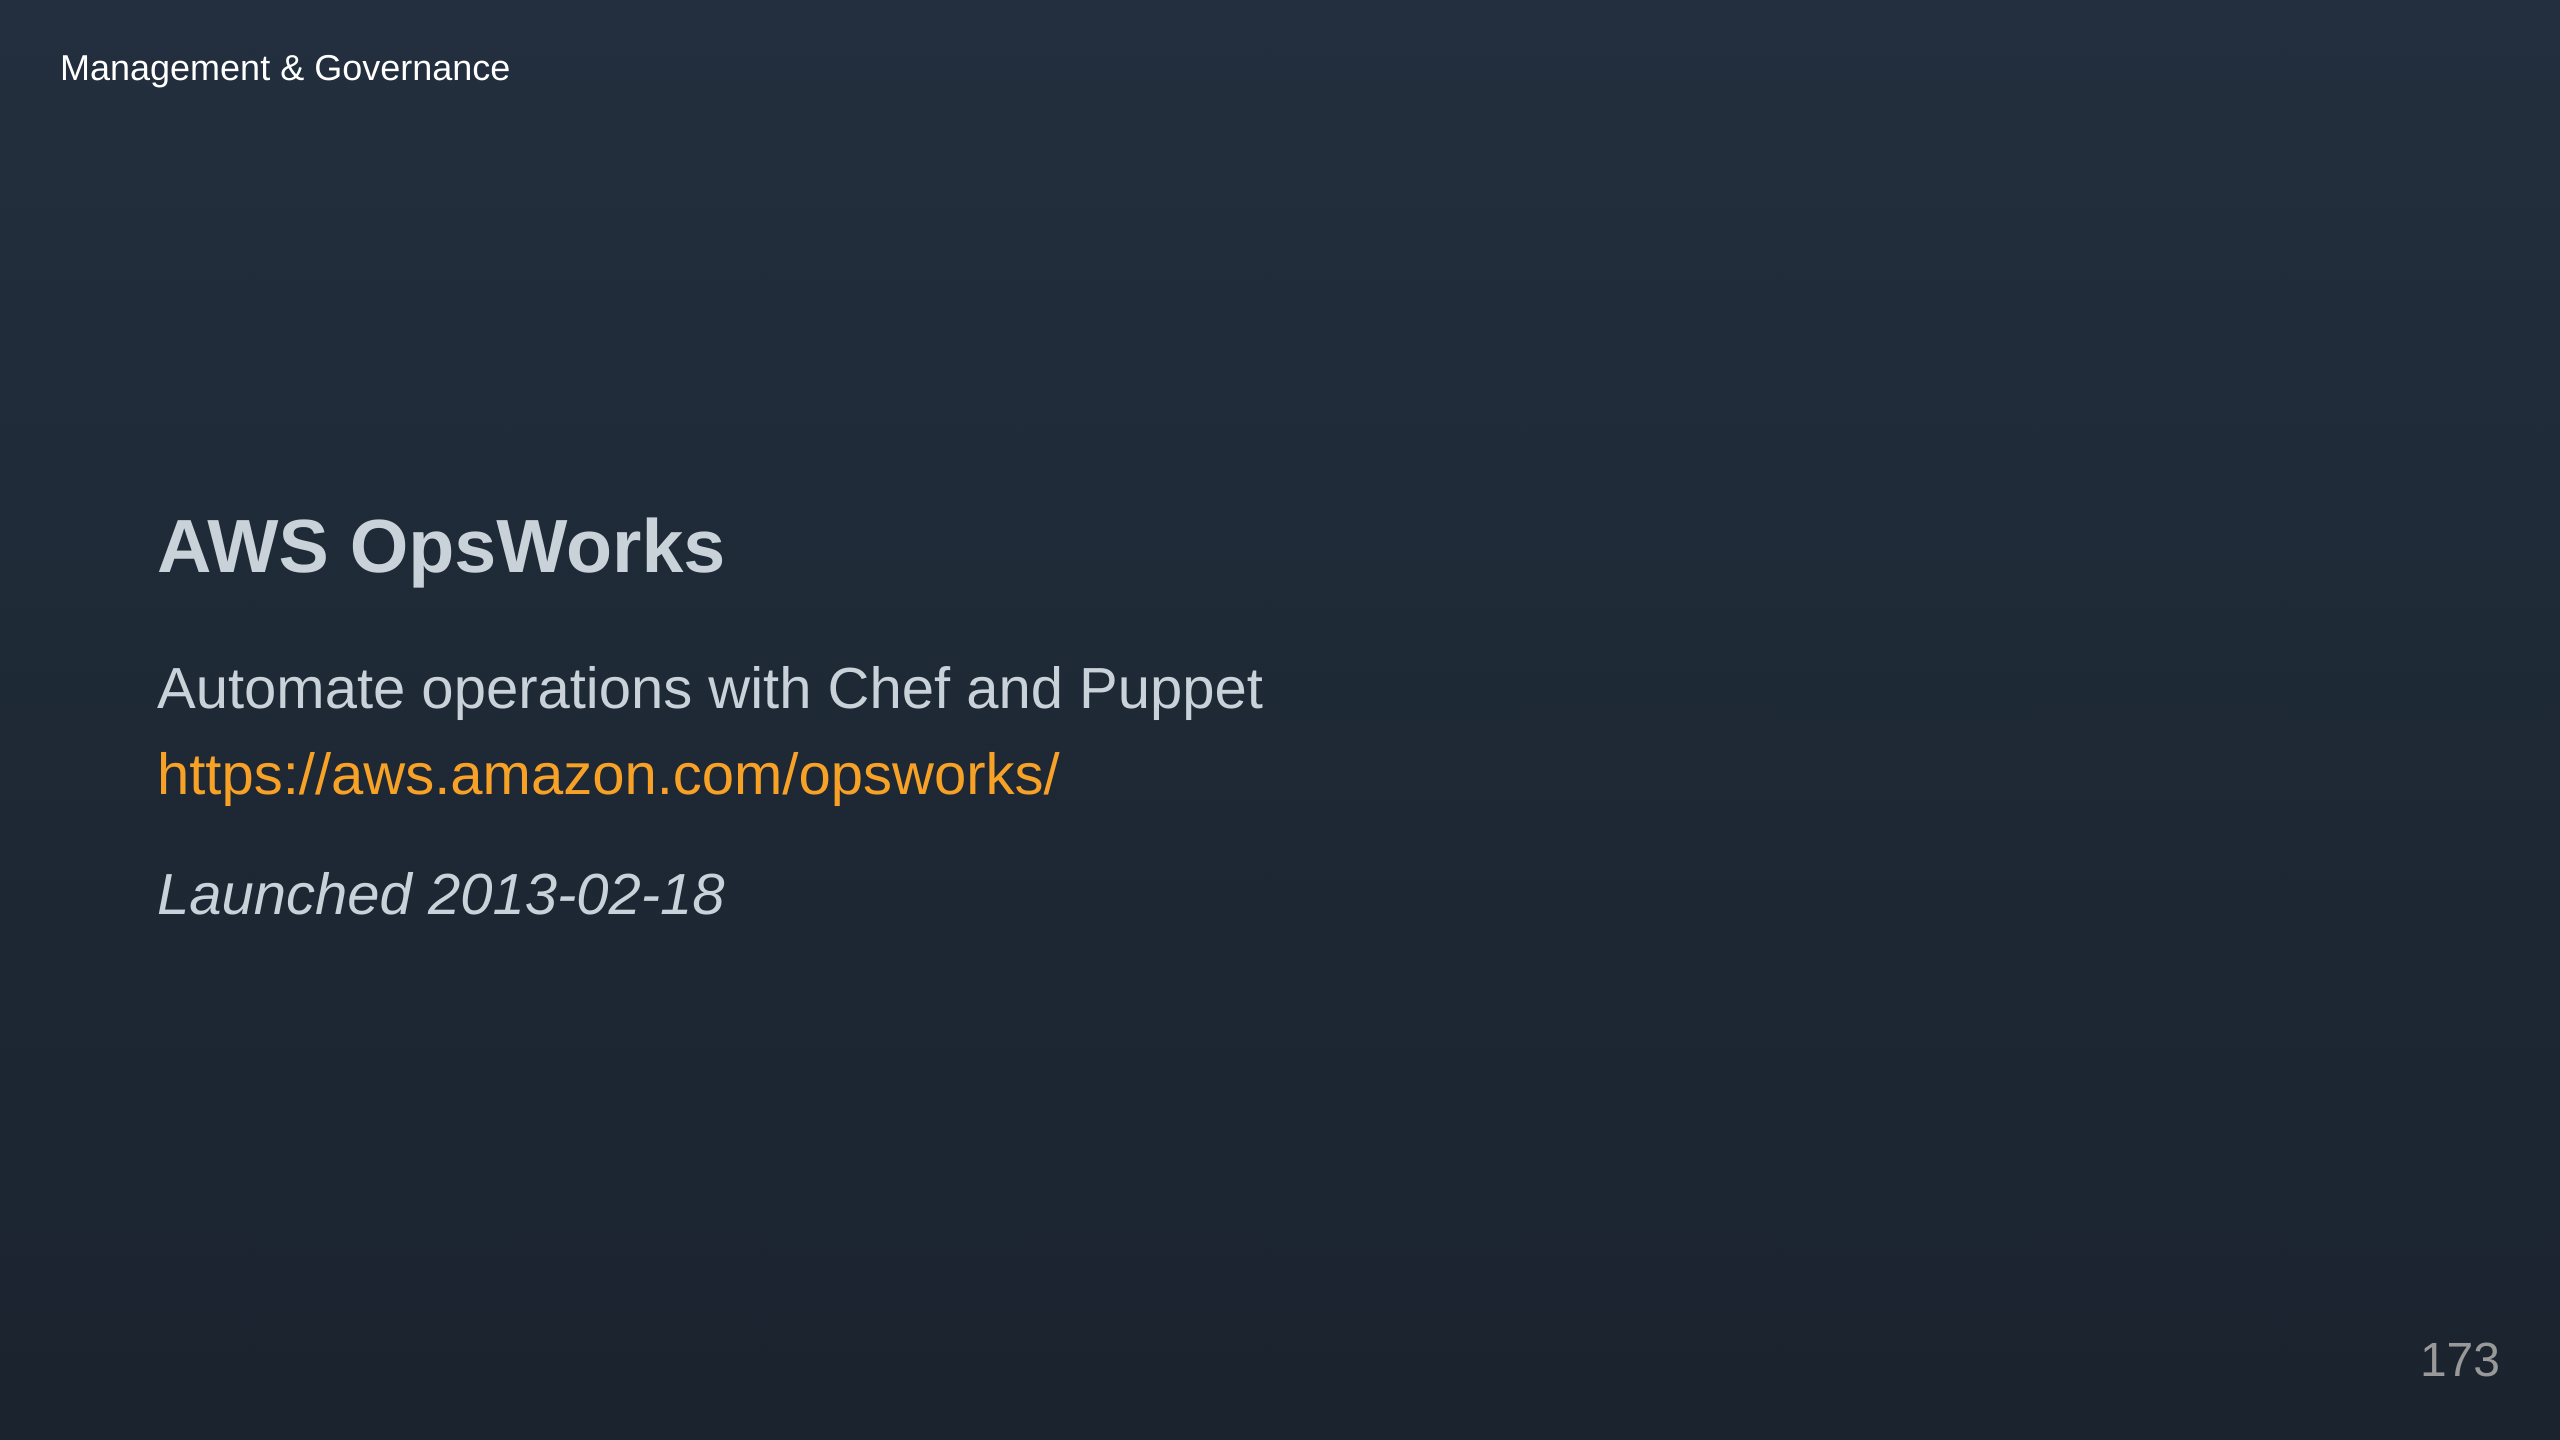 Management & Governance
AWS OpsWorks
Automate operations with Chef and Puppet
https://aws.amazon.com/opsworks/
Launched 2013-02-18
173